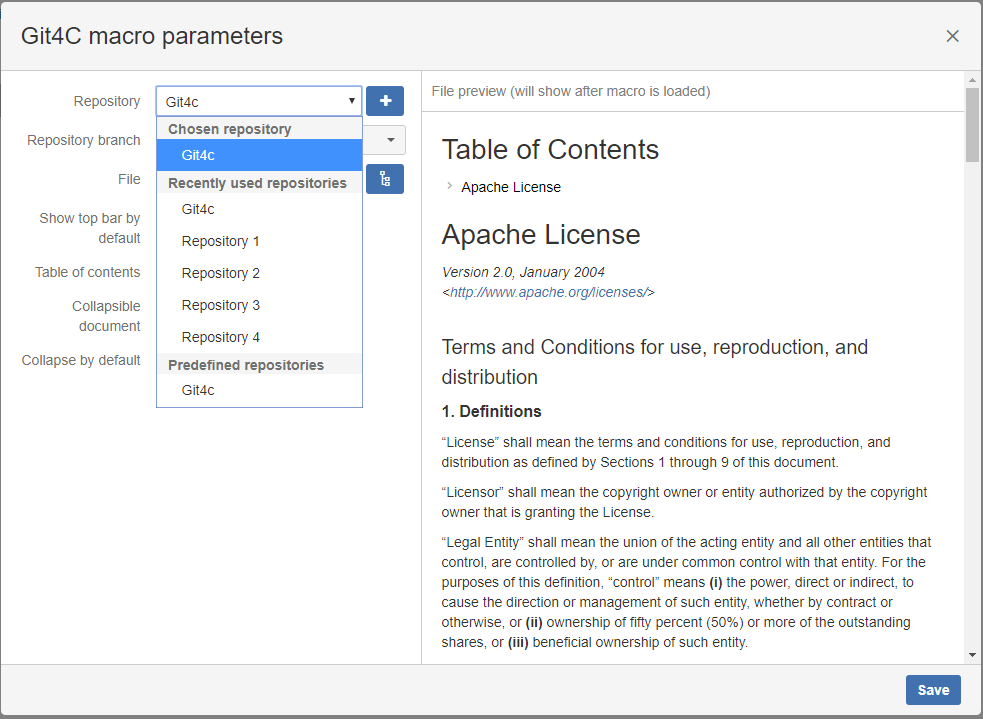 Git4C macro parameters
Repository
Git4c
Chosen repository
Git4c
Recently used repositories
Git4c
Repository 1
Repository 2
Repository 3
Repository 4
Predefined repositories
Git4c
Repository branch
File
Show top bar by
default
Table of contents
Collapsible
document
Collapse by default
File preview (will show after macro is loaded)
Table of Contents
Apache License
Apache License
Version 2.0, January 2004
<http://www.apache.org/licenses/>
Terms and Conditions for use, reproduction, and
distribution
1. Definitions
“License” shall mean the terms and conditions for use, reproduction, and
distribution as defined by Sections 1 through 9 of this document.
“Licensor” shall mean the copyright owner or entity authorized by the copyright
owner that is granting the License.
“Legal Entity” shall mean the union of the acting entity and all other entities that
control, are controlled by, or are under common control with that entity. For the
purposes of this definition, “control” means (i) the power, direct or indirect, to
cause the direction or management of such entity, whether by contract or
otherwise, or (ii) ownership of fifty percent (50%) or more of the outstanding
shares, or (iii) beneficial ownership of such entity.
Save